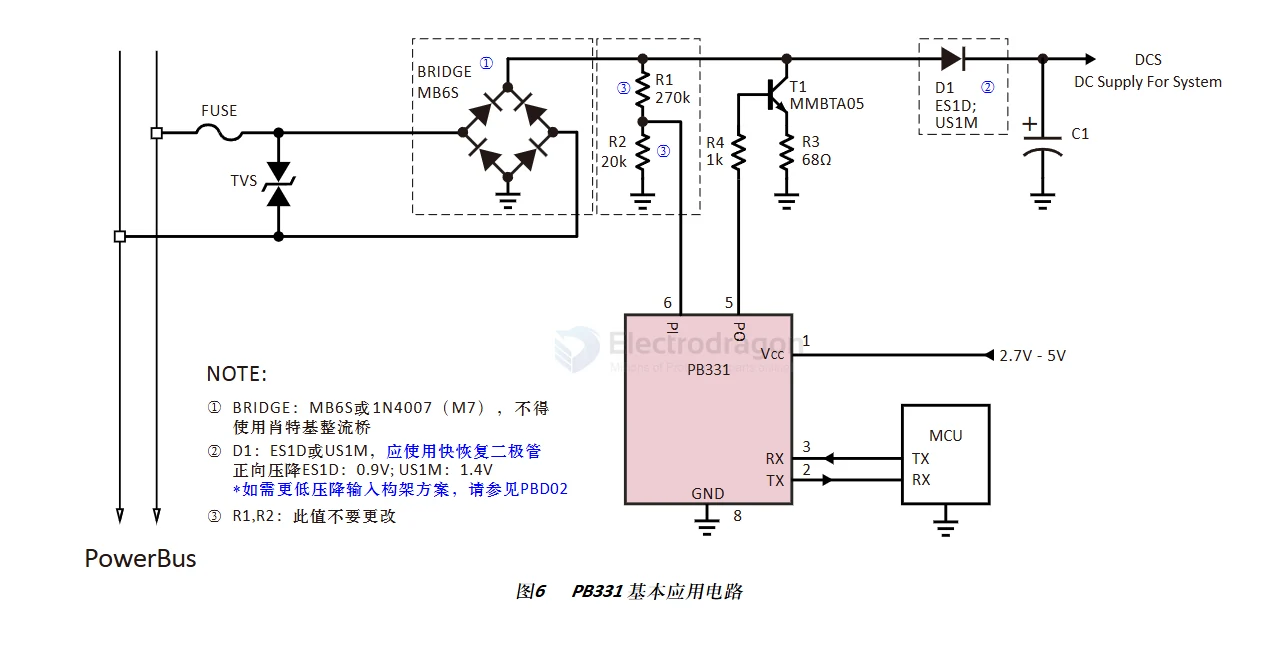 BRIDGE ①
MB6S
FUSE
TVS
③ R1
270k
R2 ③
20k
R4
1k
T1
MMBTA05
R3
68Ω
D1 ②
ES1D;
US1M
+
C1
DCS
DC Supply For System
6
5
PI
PO
Vcc
1
2.7V - 5V
Electrodragon
PB331
MCU
RX
3
TX
TX
2
RX
GND
8
NOTE:
① BRIDGE: MB6S或1N4007（M7），不得
使用肖特基整流桥
② D1: ES1D或US1M，应使用快恢复二极管
正向压降ES1D: 0.9V; US1M: 1.4V
*如需更低压降输入构架方案，请参见PBD02
③ R1,R2: 此值不要更改
PowerBus
图6 PB331 基本应用电路